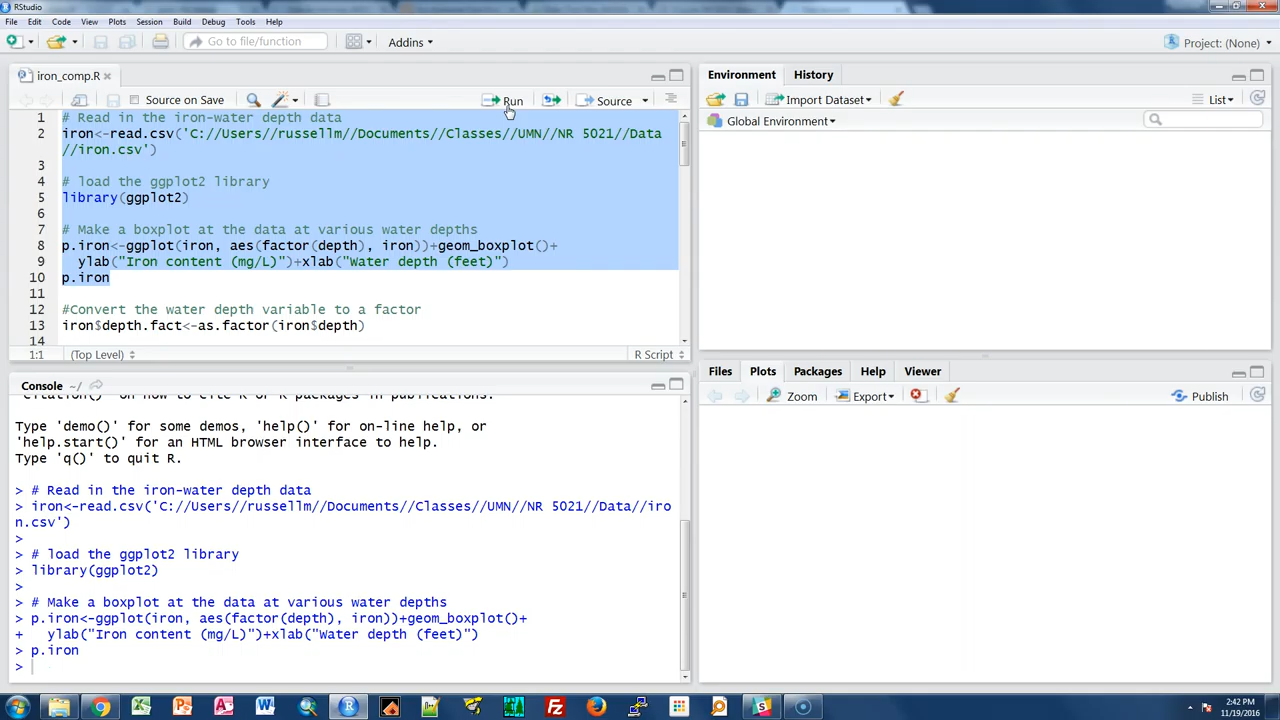 RStudio
File Edit Code View Plots Session Build Debug Tools Help
Go to file/function Addins Project: (None)
iron_comp.R
Source on Save Run Source
1 # Read in the iron-water depth data
2 iron<-read.csv('C://Users//russellm//Documents//Classes//UMN//NR 5021//Data
//iron.csv')
3
4 # load the ggplot2 library
5 library(ggplot2)
6
7 # Make a boxplot at the data at various water depths
8 p.iron<-ggplot(iron, aes(factor(depth), iron))+geom_boxplot()+
9 ylab("Iron content (mg/L)")+xlab("Water depth (feet)")
10 p.iron
11
12 #Convert the water depth variable to a factor
13 iron$depth.fact<-as.factor(iron$depth)
14
1:1 (Top Level) R Script
Console ~/
'citation()' on how to cite R or R packages in publications.
Type 'demo()' for some demos, 'help()' for on-line help, or
'help.start()' for an HTML browser interface to help.
Type 'q()' to quit R.
> # Read in the iron-water depth data
> iron<-read.csv('C://Users//russellm//Documents//Classes//UMN//NR 5021//Data//iro
n.csv')
>
> # load the ggplot2 library
> library(ggplot2)
>
> # Make a boxplot at the data at various water depths
> p.iron<-ggplot(iron, aes(factor(depth), iron))+geom_boxplot()+
+ ylab("Iron content (mg/L)")+xlab("Water depth (feet)")
> p.iron
>
Environment History
Import Dataset List
Global Environment
Files Plots Packages Help Viewer
Zoom Export Publish
2:42 PM
11/19/2016